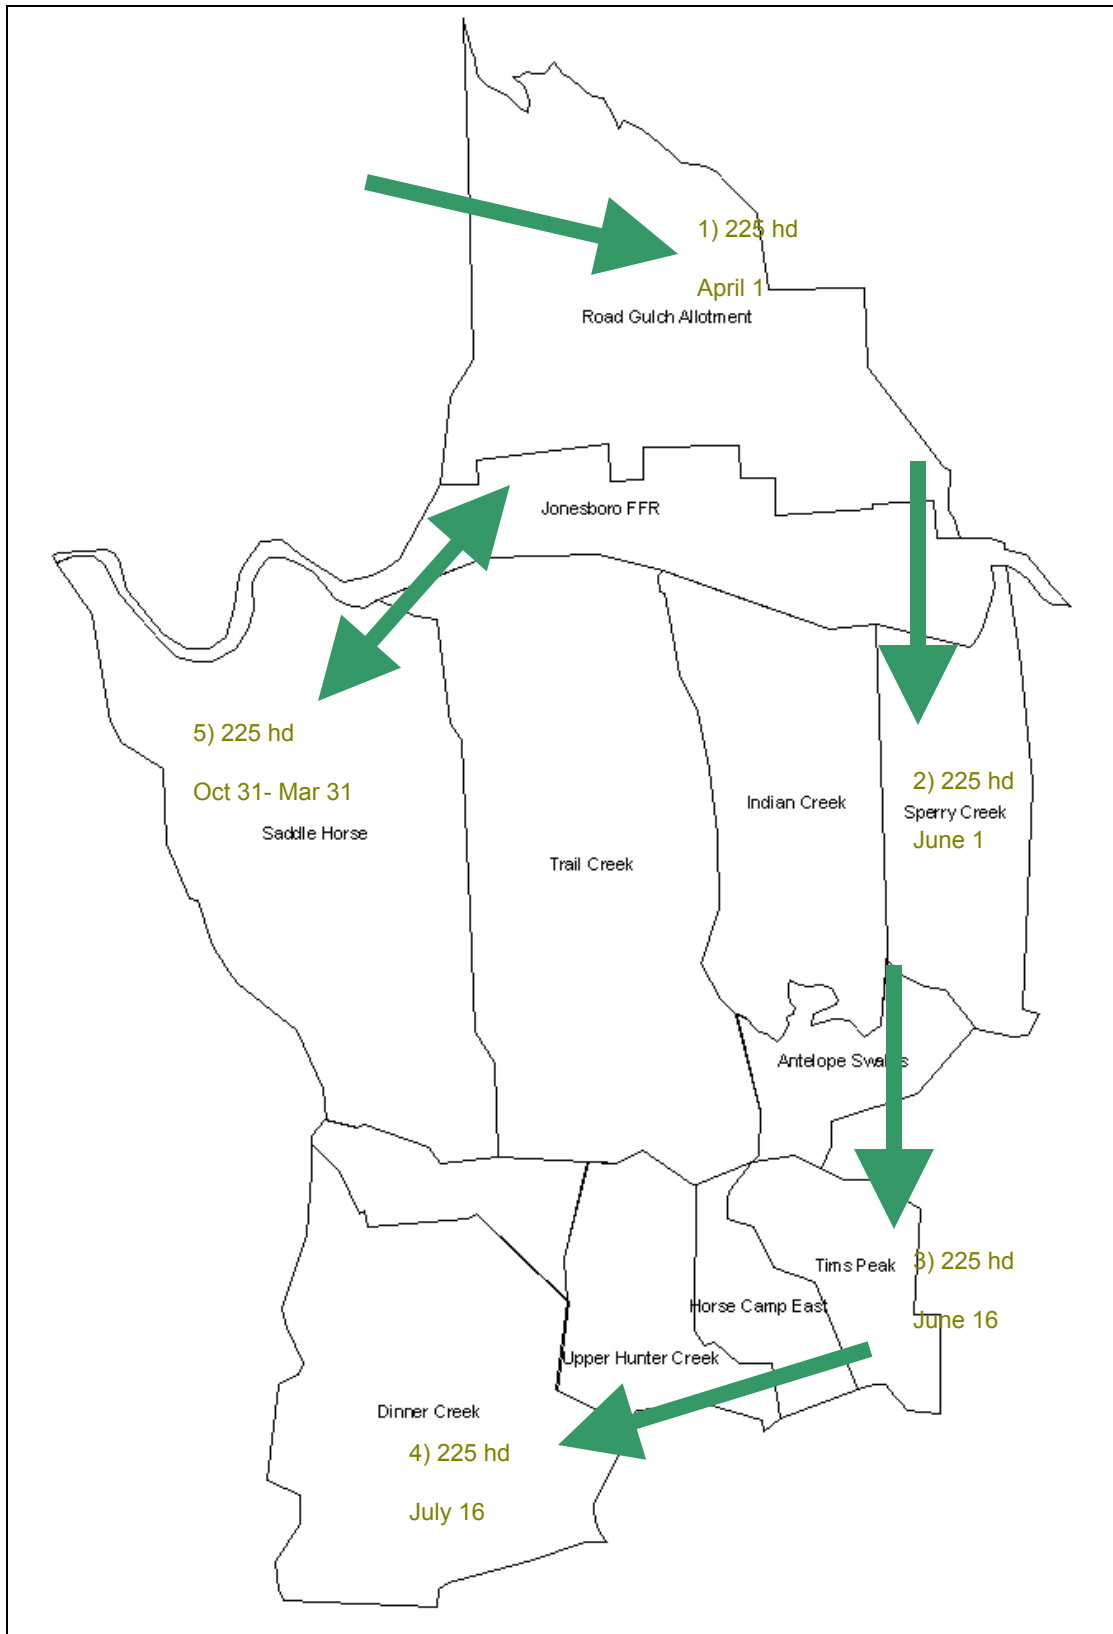 1) 225 hd
April 1
Road Gulch Allotment
Jonesboro FFR
5) 225 hd
Oct 31- Mar 31
Saddle Horse
Trail Creek
Indian Creek
2) 225 hd
Sperry Creek
June 1
Antelope Swales
Tims Peak
3) 225 hd
Horse Camp East
June 16
Upper Hunter Creek
Dinner Creek
4) 225 hd
July 16